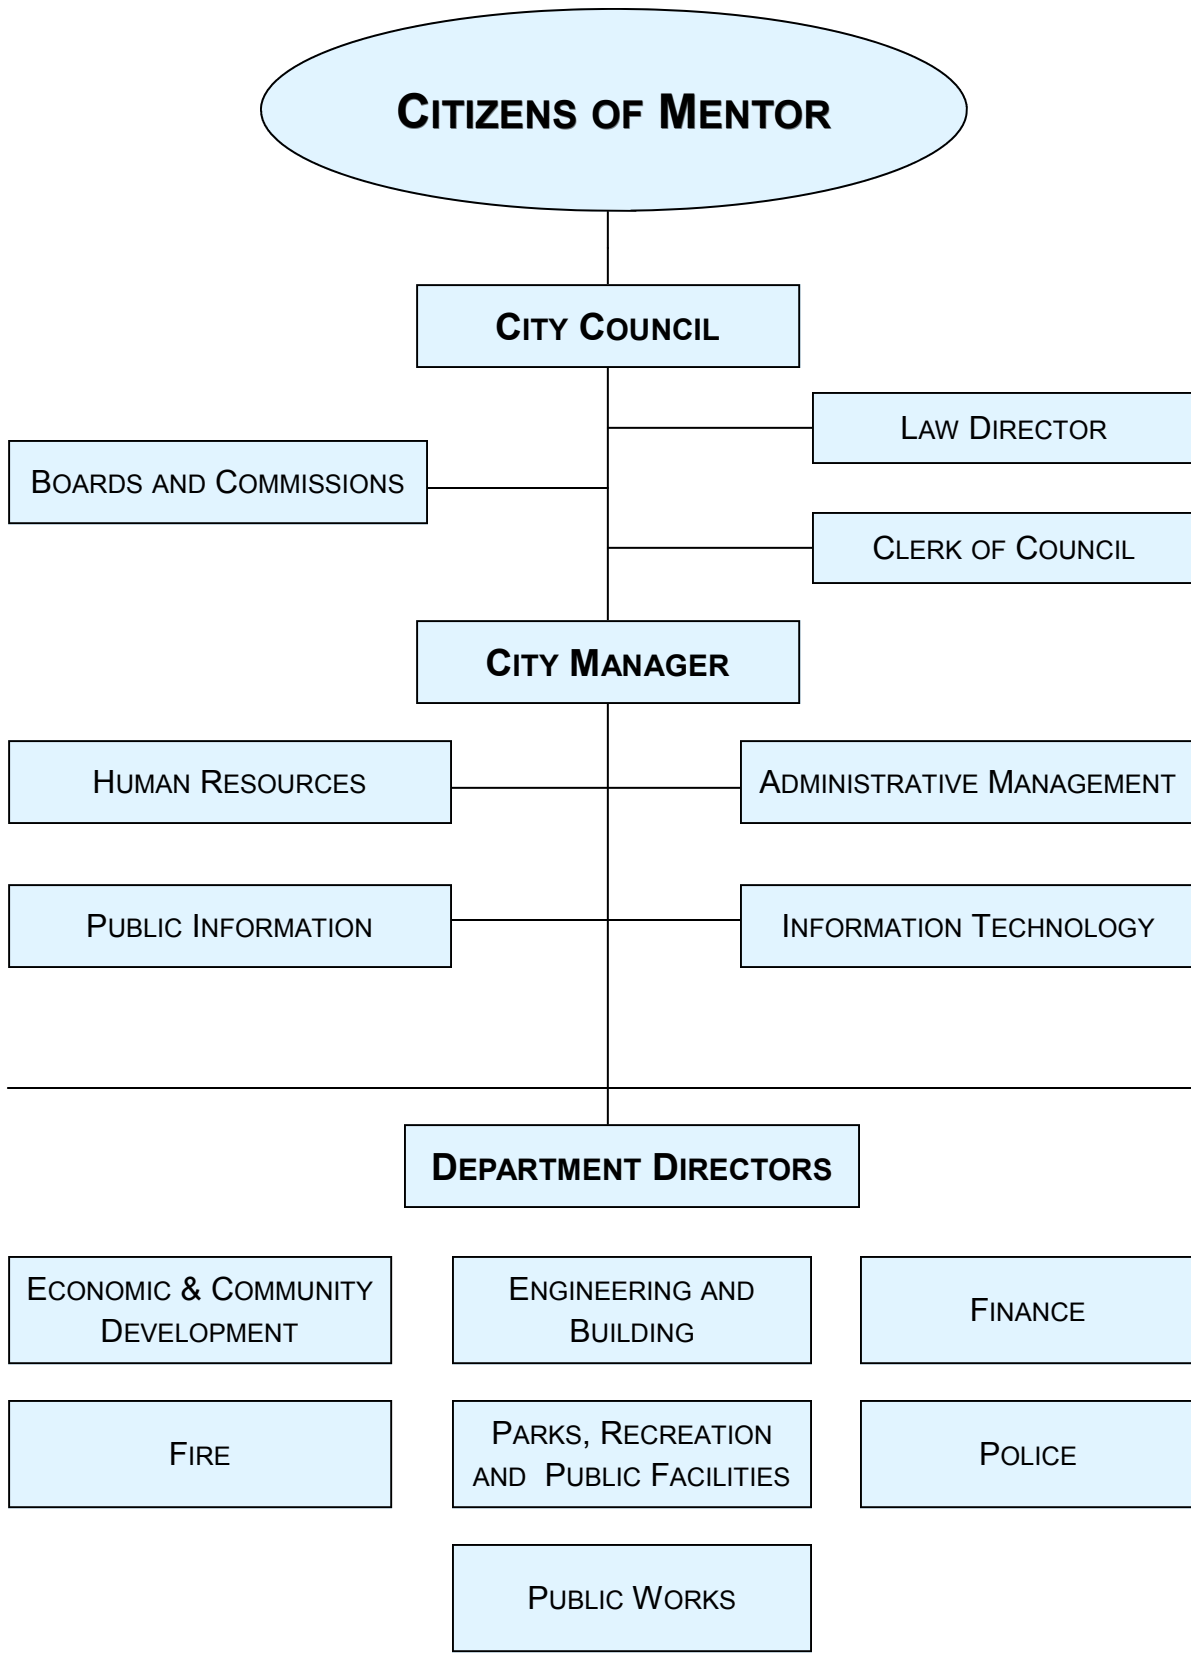 CITIZENS OF MENTOR
CITY COUNCIL
LAW DIRECTOR
BOARDS AND COMMISSIONS
CLERK OF COUNCIL
CITY MANAGER
HUMAN RESOURCES
ADMINISTRATIVE MANAGEMENT
PUBLIC INFORMATION
INFORMATION TECHNOLOGY
DEPARTMENT DIRECTORS
ECONOMIC & COMMUNITY
DEVELOPMENT
ENGINEERING AND
BUILDING
FINANCE
FIRE
PARKS, RECREATION
AND PUBLIC FACILITIES
POLICE
PUBLIC WORKS